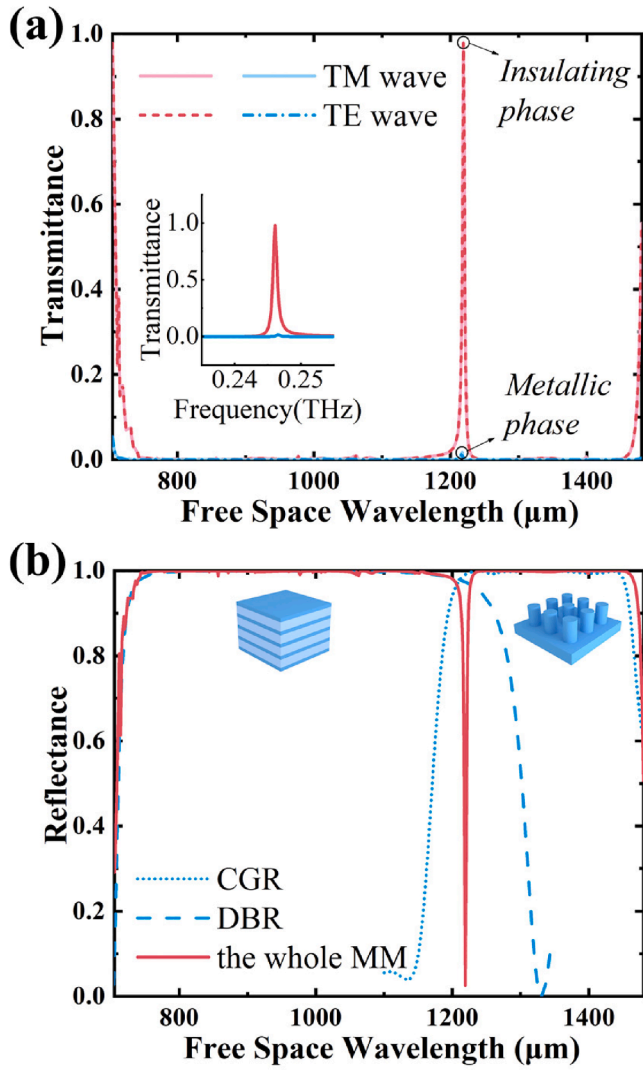 (a)
1.0
0.8
0.6
0.4
0.2
0.0
Transmittance
TM wave
TE wave
Insulating
phase
1.0
0.5
0.0
Transmittance
0.24 0.25
Frequency(THz)
Metallic
phase
800 1000 1200 1400
Free Space Wavelength (μm)
(b)
1.0
0.8
0.6
0.4
0.2
0.0
Reflectance
CGR
DBR
the whole MM
800 1000 1200 1400
Free Space Wavelength (μm)